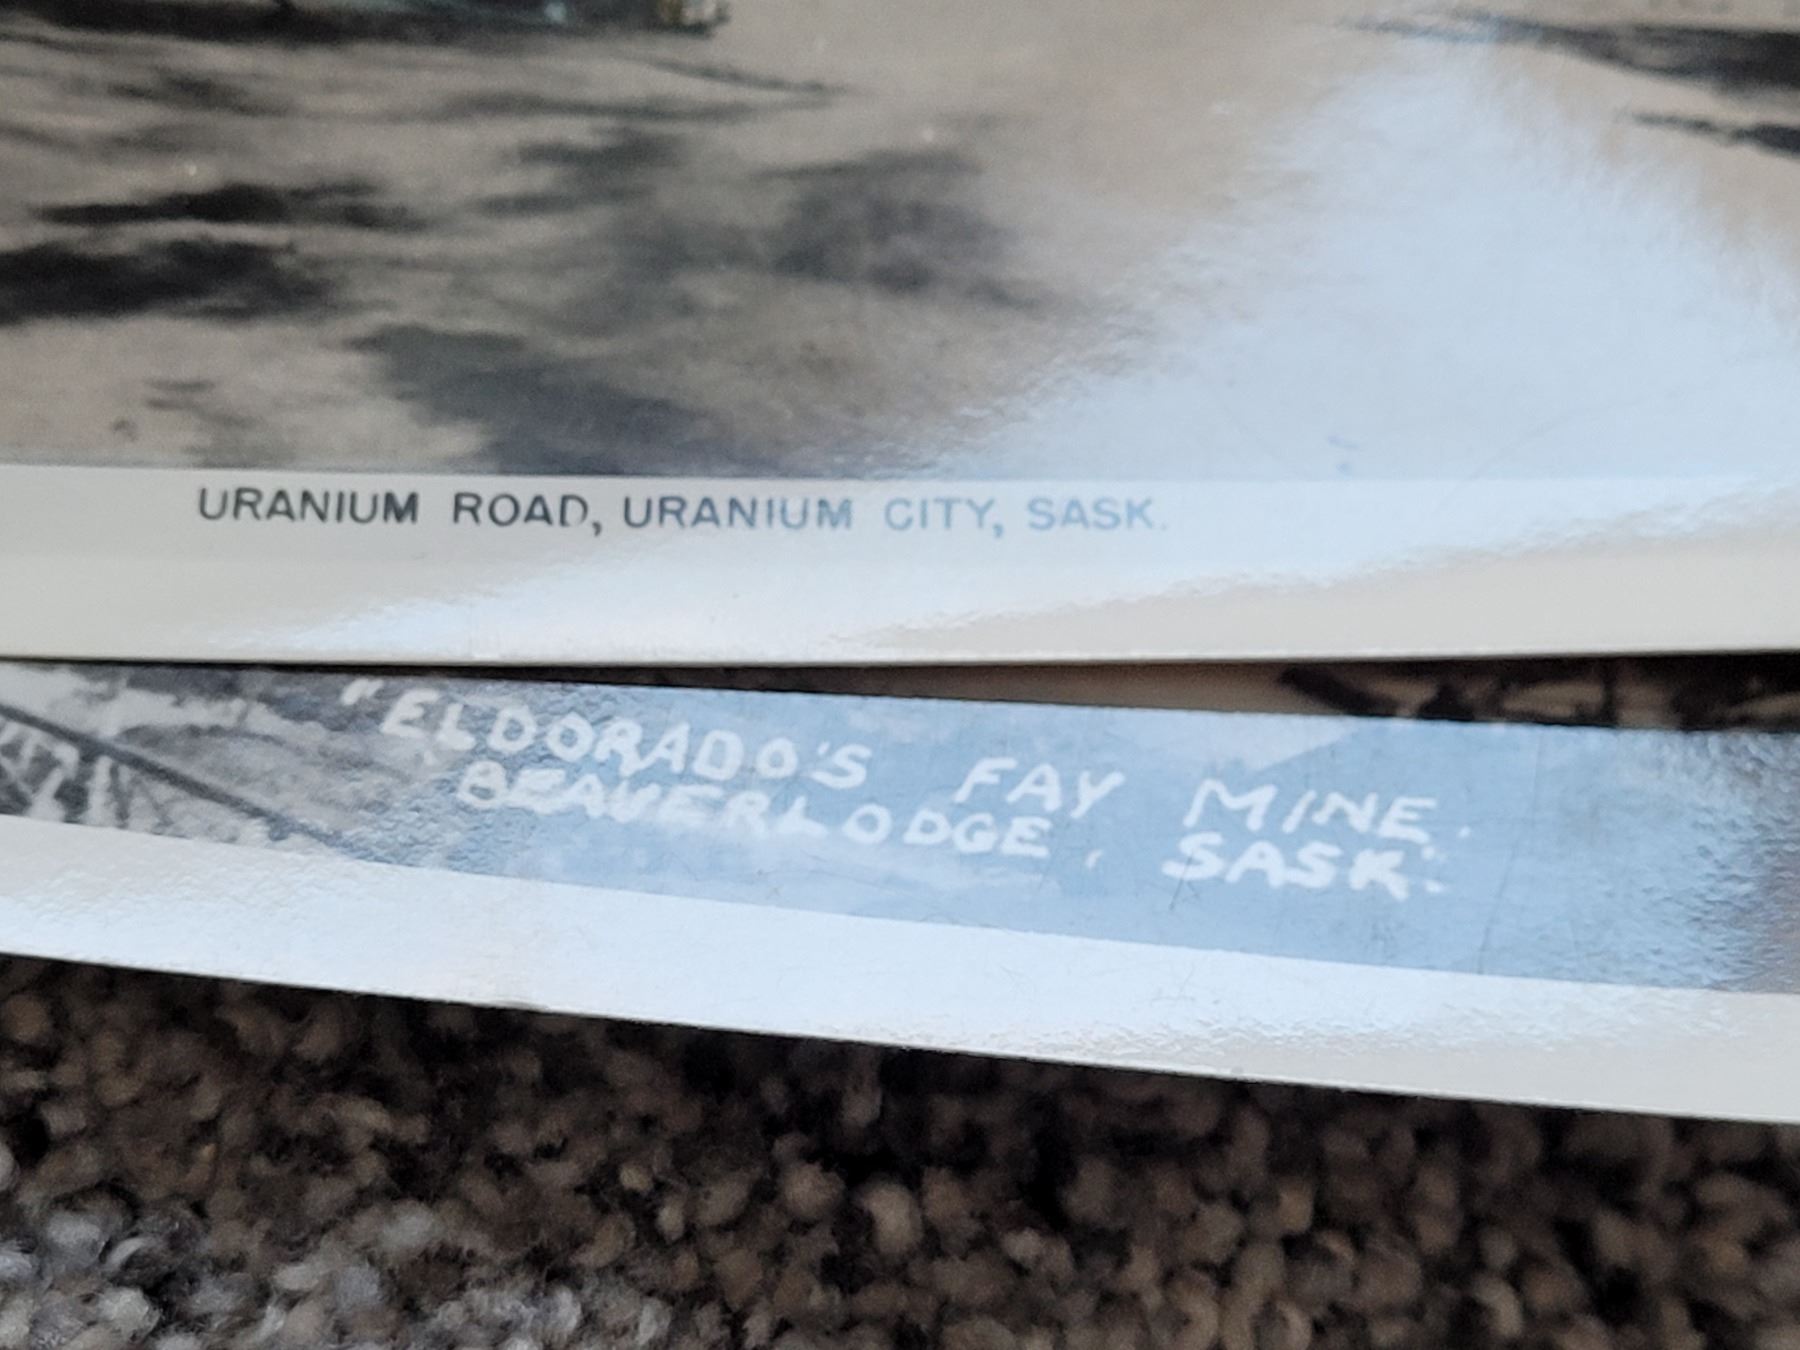 URANIUM ROAD, URANIUM CITY, SASK.
"ELDORADO'S FAY MINE.
BEAVERLODGE, SASK."